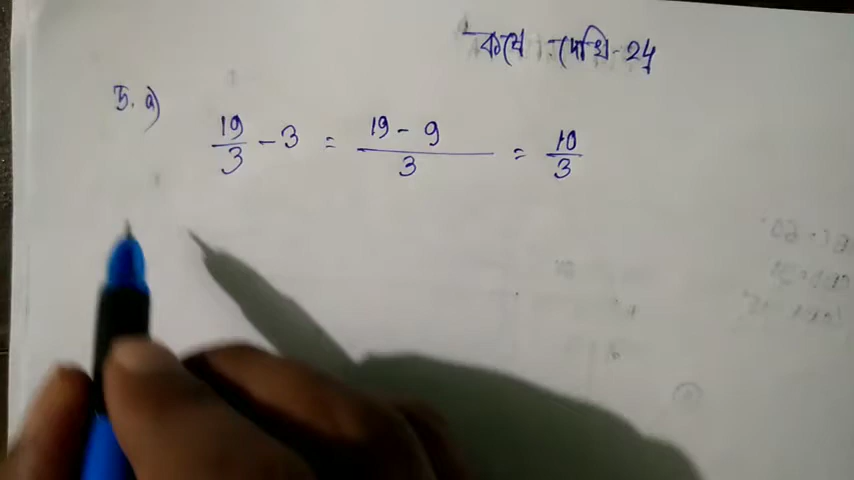 কষে দেখি-24
5. a) 19/3 - 3 = (19 - 9)/3 = 10/3